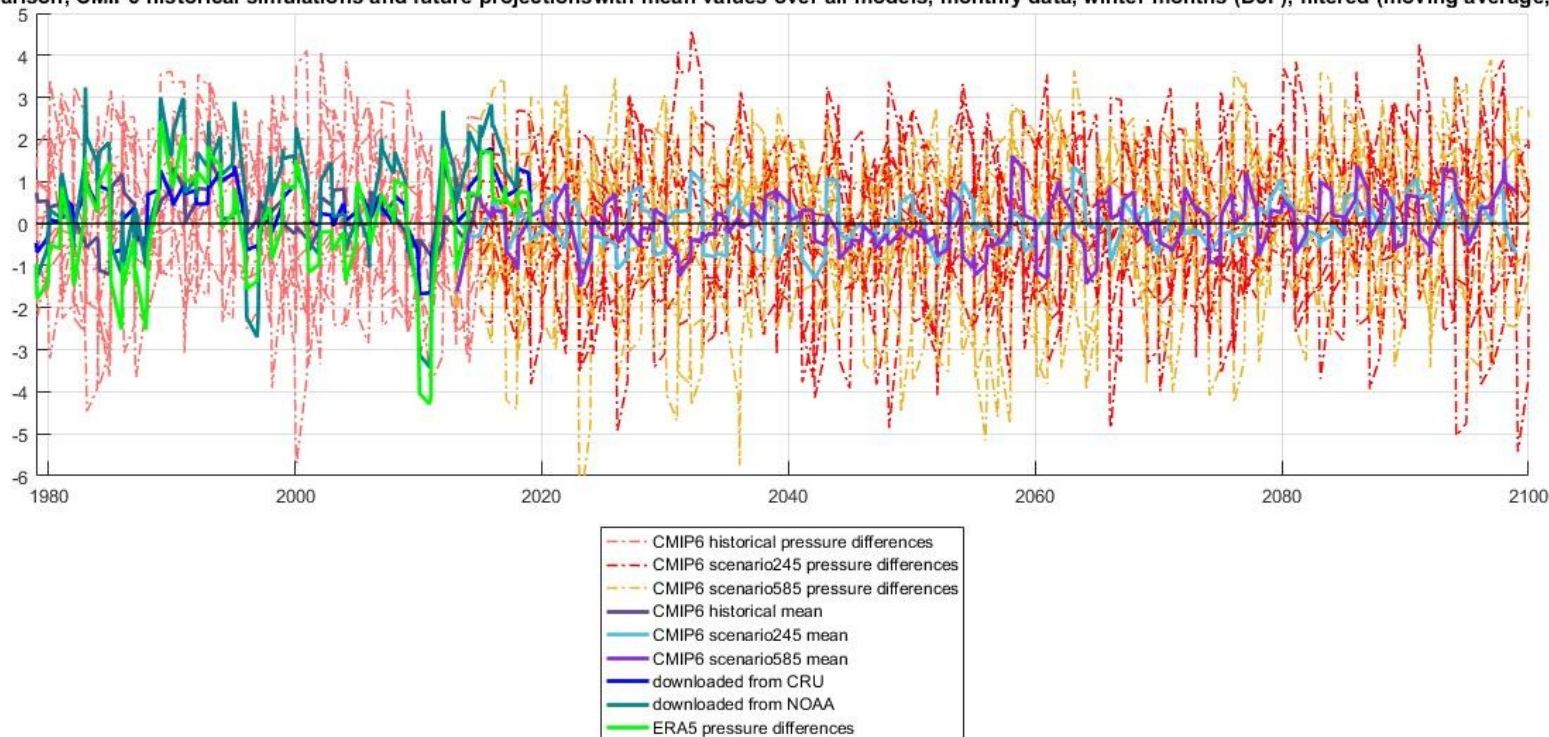 arison, CMIP6 historical simulations and future projectionswith mean values over all models, monthly data, winter months (DJF), filtered (moving average,
5
4
3
2
1
0
-1
-2
-3
-4
-5
-6
1980 2000 2020 2040 2060 2080 2100
CMIP6 historical pressure differences
CMIP6 scenario245 pressure differences
CMIP6 scenario585 pressure differences
CMIP6 historical mean
CMIP6 scenario245 mean
CMIP6 scenario585 mean
downloaded from CRU
downloaded from NOAA
ERA5 pressure differences